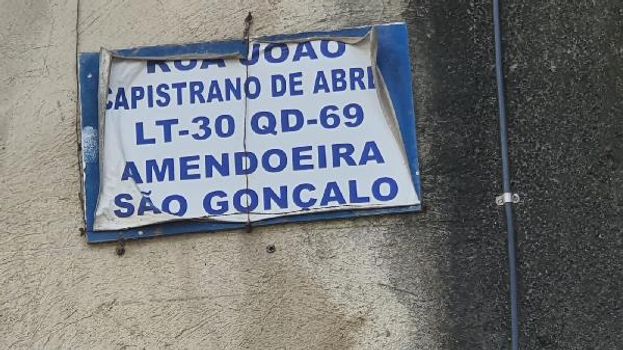 RUA JOÃO
CAPISTRANO DE ABRE
LT-30 QD-69
AMENDOEIRA
SÃO GONÇALO